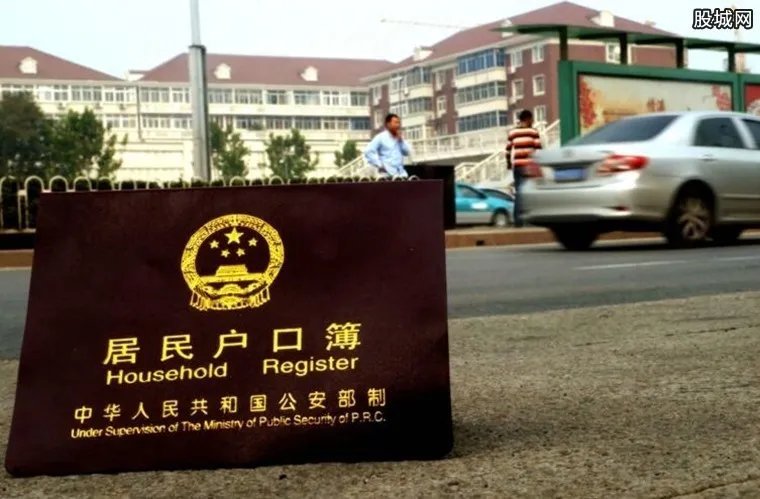 股城网
居民户口簿
Household Register
中华人民共和国公安部制
Under Supervision of The Ministry of Public Security of P.R.C.